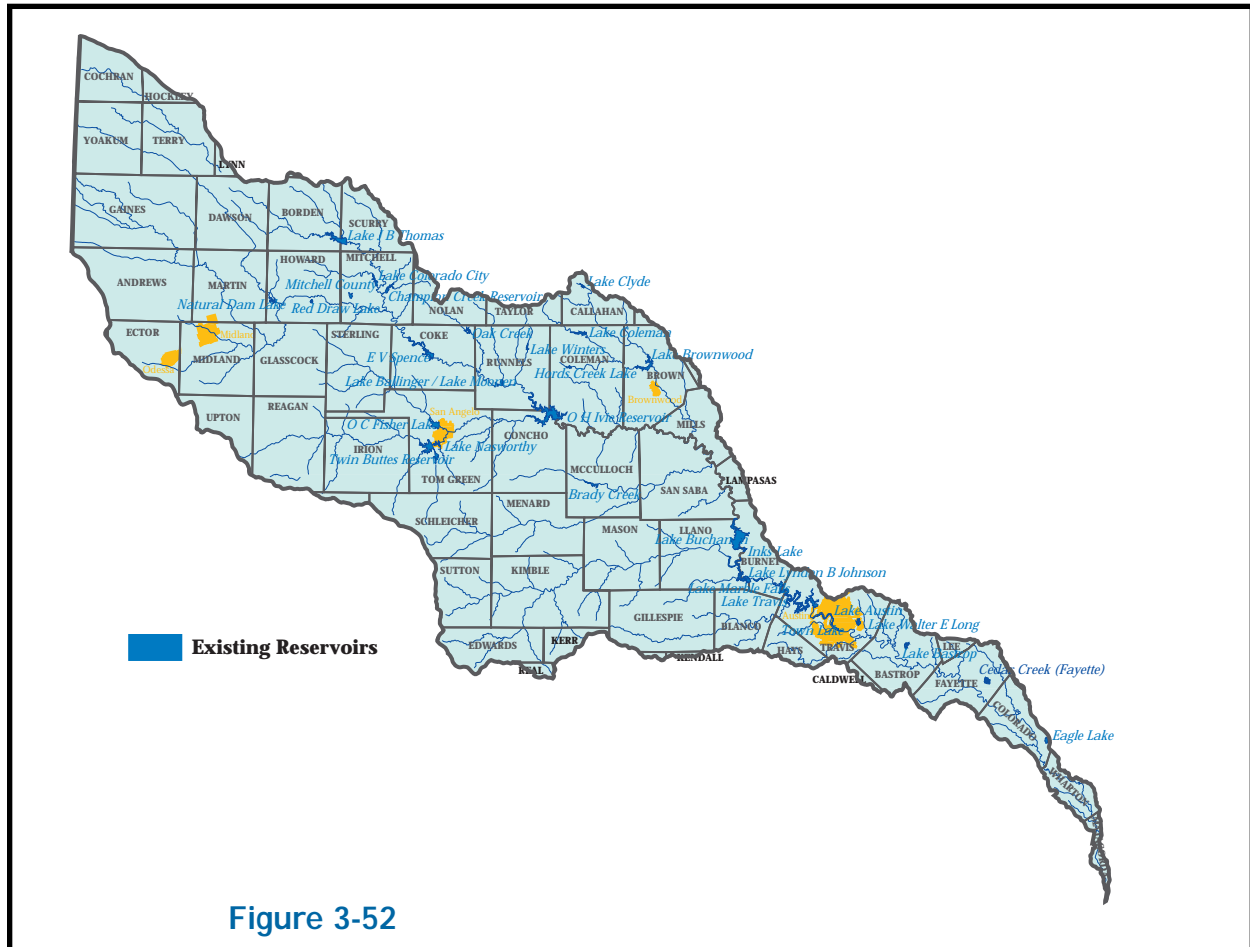 COCHRAN
HOCKLEY
YOAKUM
TERRY
LYNN
GAINES
DAWSON
BORDEN
SCURRY
Lake J B Thomas
ANDREWS
MARTIN
HOWARD
MITCHELL
Lake Colorado City
Mitchell County
Champion Creek Reservoir
Natural Dam Lake
Red Draw Lake
NOLAN
TAYLOR
CALLAHAN
Lake Clyde
ECTOR
Midland
MIDLAND
Odessa
GLASSCOCK
STERLING
COKE
Oak Creek
Lake Coleman
E V Spence
RUNNELS
Lake Winters
COLEMAN
Hords Creek Lake
Lake Brownwood
BROWN
Brownwood
Lake Ballinger / Lake Moonen
UPTON
REAGAN
San Angelo
O C Fisher Lake
CONCHO
O H Ivie Reservoir
MILLS
IRION
Lake Nasworthy
Twin Buttes Reservoir
TOM GREEN
MCCULLOCH
Brady Creek
SAN SABA
LAMPASAS
SCHLEICHER
MENARD
MASON
LLANO
Lake Buchanan
Inks Lake
BURNET
SUTTON
KIMBLE
Lake Lyndon B Johnson
Lake Marble Falls
Lake Travis
GILLESPIE
BLANCO
Austin
Lake Austin
Lake Walter E Long
Town Lake
EDWARDS
KERR
REAL
KENDALL
HAYS
TRAVIS
Lake Bastrop
LEE
CALDWELL
BASTROP
FAYETTE
Cedar Creek (Fayette)
COLORADO
Eagle Lake
WHARTON
Existing Reservoirs
Figure 3-52